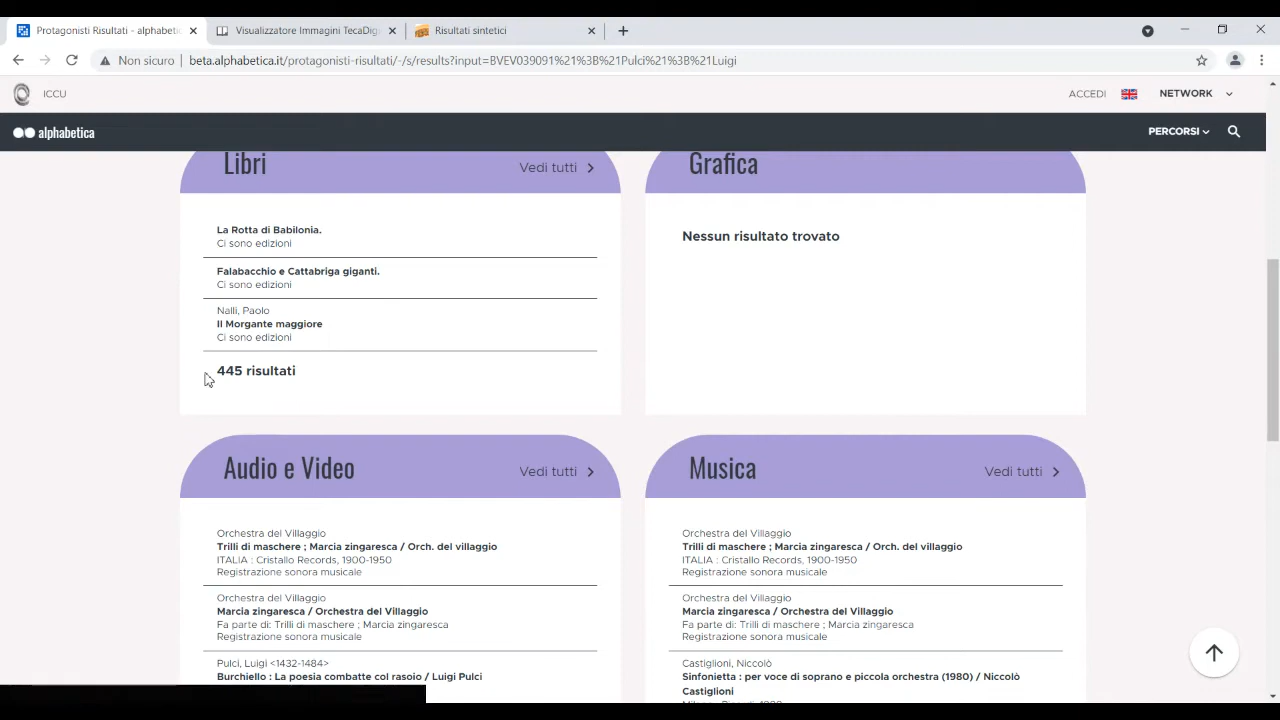 Protagonisti Risultati - alphabetic
Visualizzatore Immagini TecaDig
Risultati sintetici
Non sicuro
beta.alphabetica.it/protagonisti-risultati/-/s/results?input=BVEV039991%21%3B%21Pulci%21%3B%21Luigi
ICCU
ACCEDI
NETWORK
alphabetica
PERCORSI
Libri
Vedi tutti
La Rotta di Babilonia.
Ci sono edizioni
Falabacchio e Cattabriga giganti.
Ci sono edizioni
Nalli, Paolo
Il Morgante maggiore
Ci sono edizioni
445 risultati
Grafica
Nessun risultato trovato
Audio e Video
Vedi tutti
Orchestra del Villaggio
Trilli di maschere ; Marcia zingaresca / Orch. del villaggio
ITALIA : Cristallo Records, 1900-1950
Registrazione sonora musicale
Orchestra del Villaggio
Marcia zingaresca / Orchestra del Villaggio
Fa parte di: Trilli di maschere ; Marcia zingaresca
Registrazione sonora musicale
Pulci, Luigi <1432-1484>
Burchiello : La poesia combatte col rasoio / Luigi Pulci
Musica
Vedi tutti
Orchestra del Villaggio
Trilli di maschere ; Marcia zingaresca / Orch. del villaggio
ITALIA : Cristallo Records, 1900-1950
Registrazione sonora musicale
Orchestra del Villaggio
Marcia zingaresca / Orchestra del Villaggio
Fa parte di: Trilli di maschere ; Marcia zingaresca
Registrazione sonora musicale
Castiglioni, Niccolò
Sinfonietta : per voce di soprano e piccola orchestra (1980) / Niccolò
Castiglioni